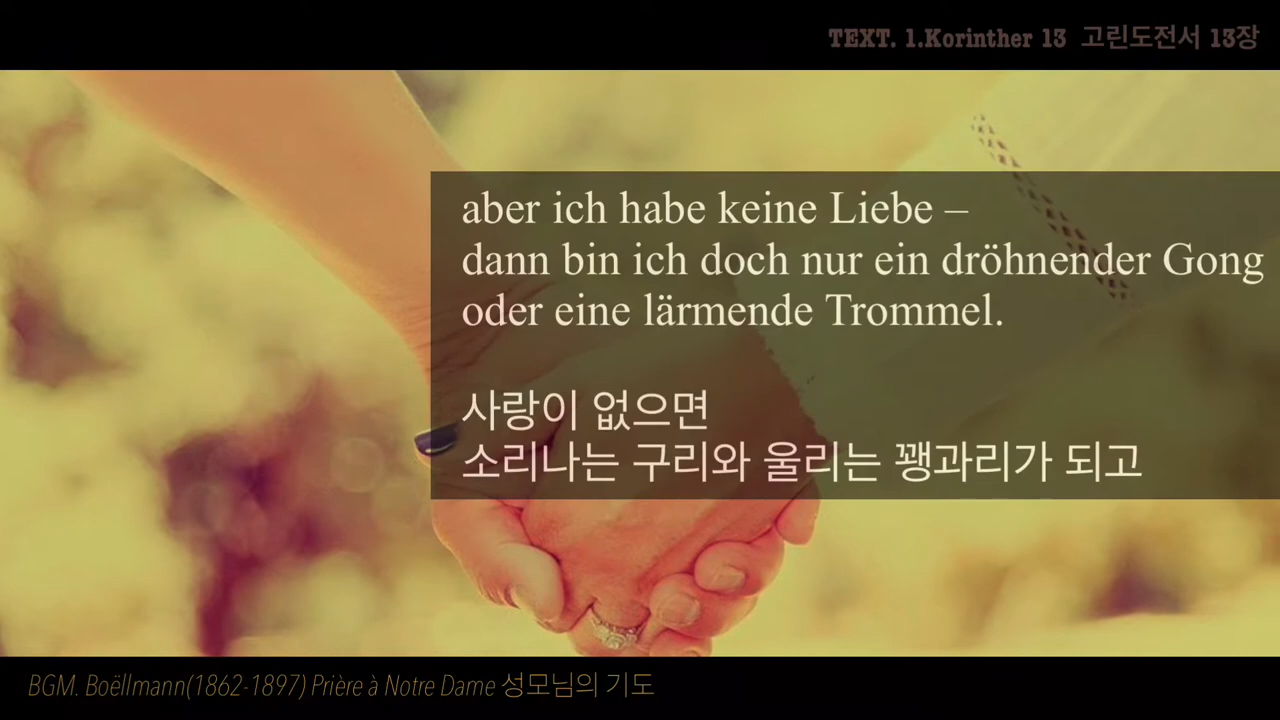 TEXT. 1.Korinther 13 고린도전서 13장
aber ich habe keine Liebe –
dann bin ich doch nur ein dröhnender Gong
oder eine lärmende Trommel.
사랑이 없으면
소리나는 구리와 울리는 꽹과리가 되고
BGM. Boëllmann(1862-1897) Prière à Notre Dame 성모님의 기도